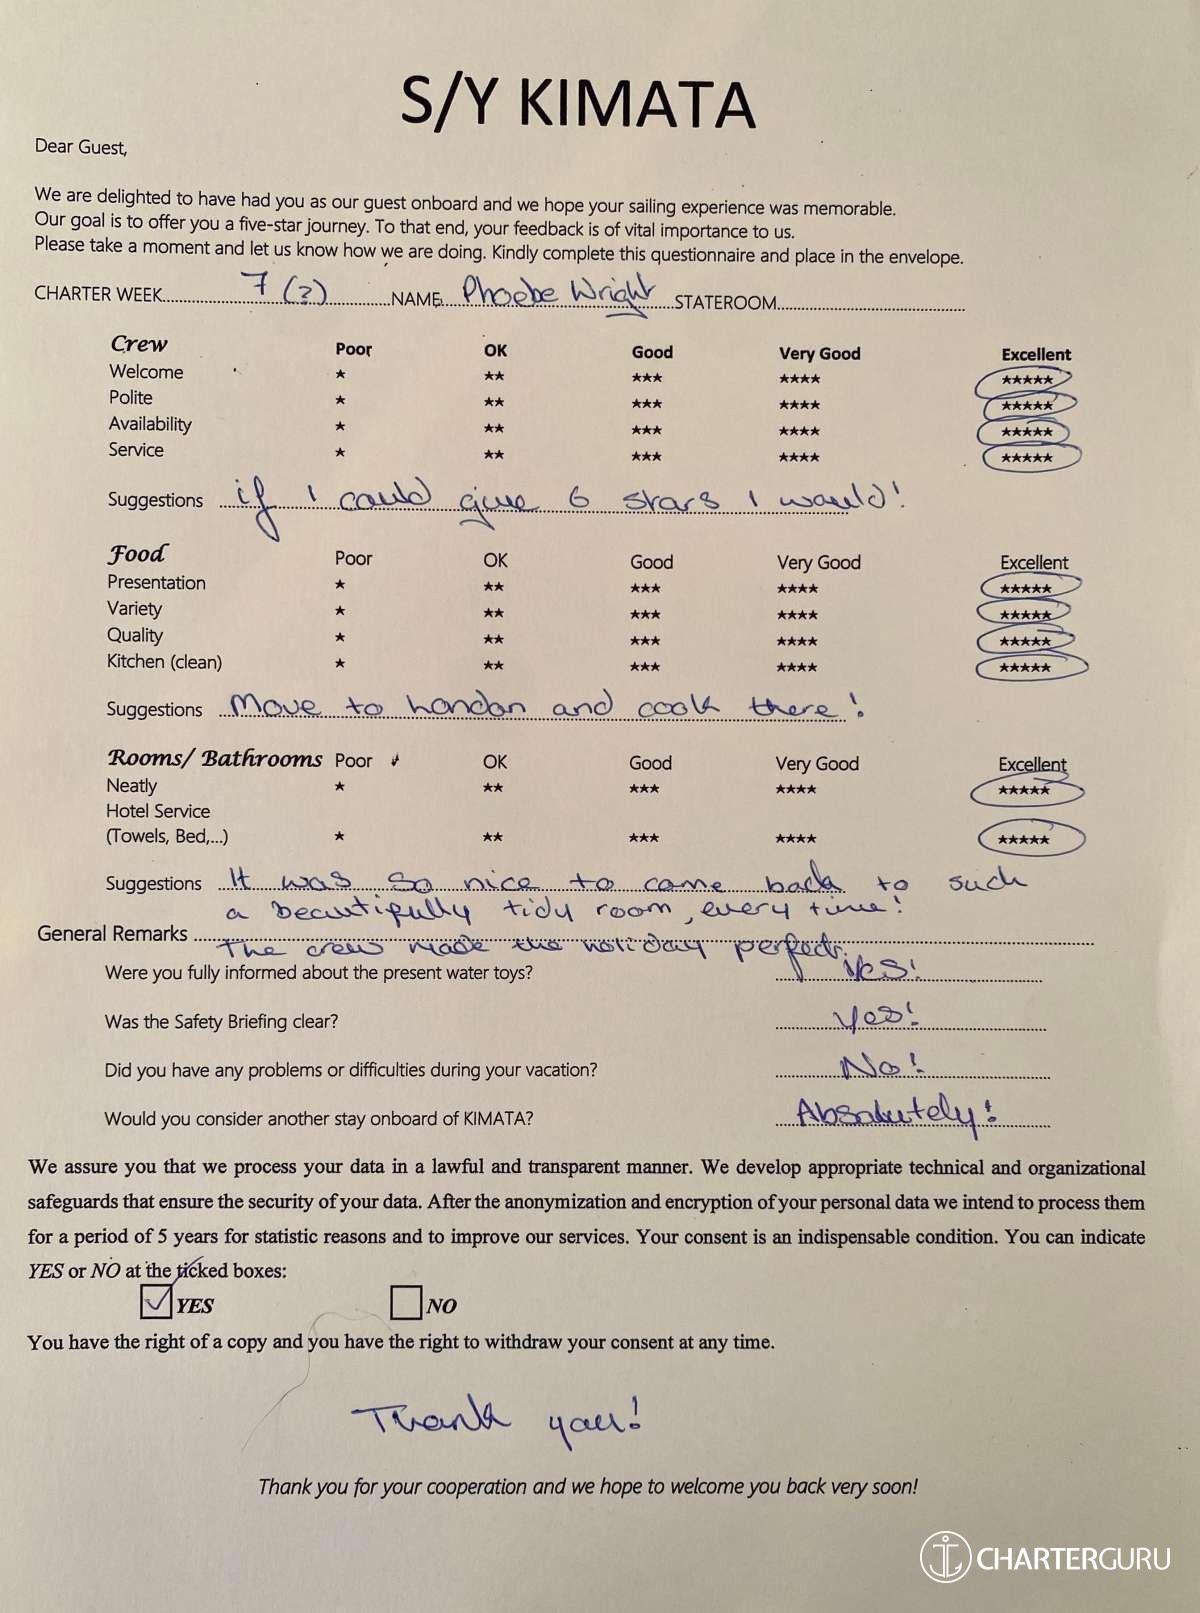 S/Y KIMATA
Dear Guest,
We are delighted to have had you as our guest onboard and we hope your sailing experience was memorable.
Our goal is to offer you a five-star journey. To that end, your feedback is of vital importance to us.
Please take a moment and let us know how we are doing. Kindly complete this questionnaire and place in the envelope.
CHARTER WEEK 7 (?) NAME Phoebe Wright STATEROOM
Crew Poor OK Good Very Good Excellent
Welcome ★ ★★ ★★★ ★★★★ ★★★★★
Polite ★ ★★ ★★★ ★★★★ ★★★★★
Availability ★ ★★ ★★★ ★★★★ ★★★★★
Service ★ ★★ ★★★ ★★★★ ★★★★★
Suggestions if I could give 6 stars I would!
Food Poor OK Good Very Good Excellent
Presentation ★ ★★ ★★★ ★★★★ ★★★★★
Variety ★ ★★ ★★★ ★★★★ ★★★★★
Quality ★ ★★ ★★★ ★★★★ ★★★★★
Kitchen (clean) ★ ★★ ★★★ ★★★★ ★★★★★
Suggestions Move to London and cook there!
Rooms/ Bathrooms Poor OK Good Very Good Excellent
Neatly ★ ★★ ★★★ ★★★★ ★★★★★
Hotel Service
(Towels, Bed,...) ★ ★★ ★★★ ★★★★ ★★★★★
Suggestions It was so nice to come back to such
a beautifully tidy room, every time!
General Remarks The crew made the holiday perfect.
Were you fully informed about the present water toys? Yes!
Was the Safety Briefing clear? Yes!
Did you have any problems or difficulties during your vacation? No!
Would you consider another stay onboard of KIMATA? Absolutely!
We assure you that we process your data in a lawful and transparent manner. We develop appropriate technical and organizational
safeguards that ensure the security of your data. After the anonymization and encryption of your personal data we intend to process them
for a period of 5 years for statistic reasons and to improve our services. Your consent is an indispensable condition. You can indicate
YES or NO at the ticked boxes:
YES NO
You have the right of a copy and you have the right to withdraw your consent at any time.
Thank you!
Thank you for your cooperation and we hope to welcome you back very soon!
CHARTERGURU